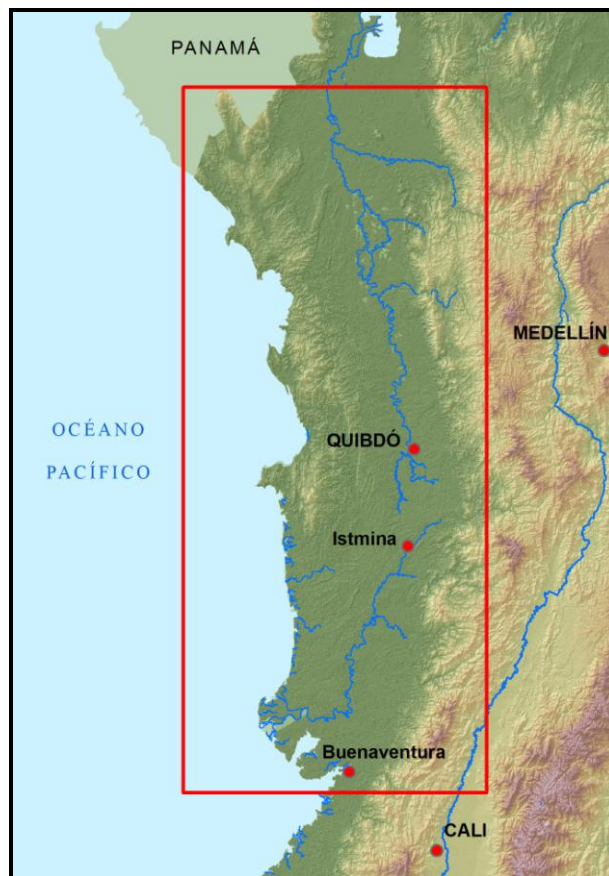 PANAMÁ
MEDELLÍN
OCÉANO
PACÍFICO
QUIBDÓ
Istmina
Buenaventura
CALI